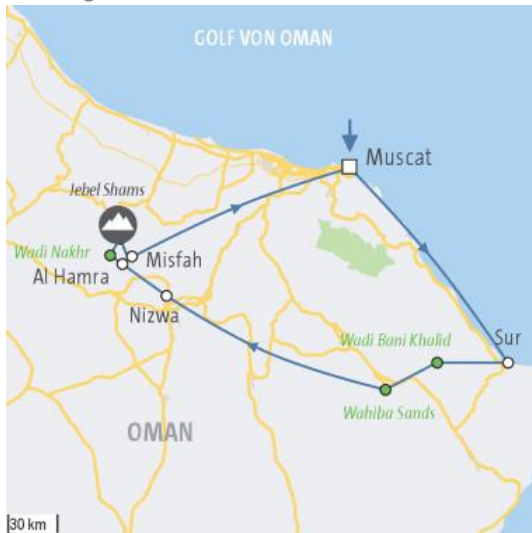 GOLF VON OMAN
Muscat
Jebel Shams
Wadi Nakhr
Misfah
Al Hamra
Nizwa
Wadi Bani Khalid
Sur
Wahiba Sands
OMAN
30 km